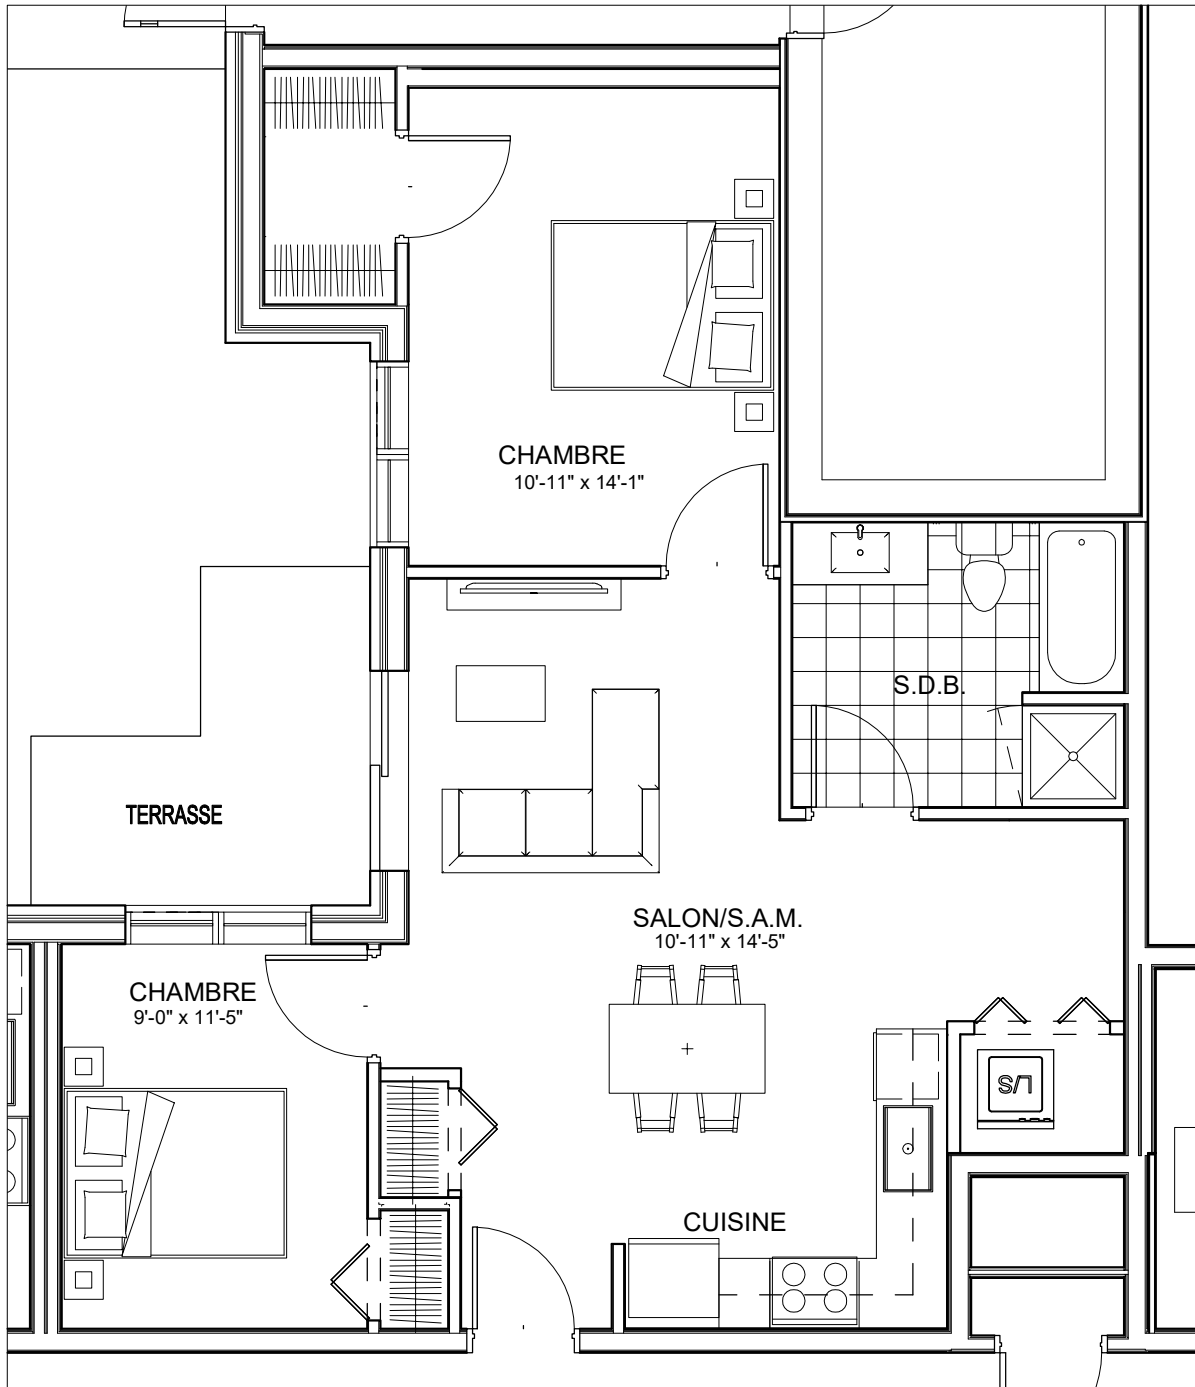 CHAMBRE
10'-11" x 14'-1"
S.D.B.
TERRASSE
SALON/S.A.M.
10'-11" x 14'-5"
CHAMBRE
9'-0" x 11'-5"
L/S
CUISINE